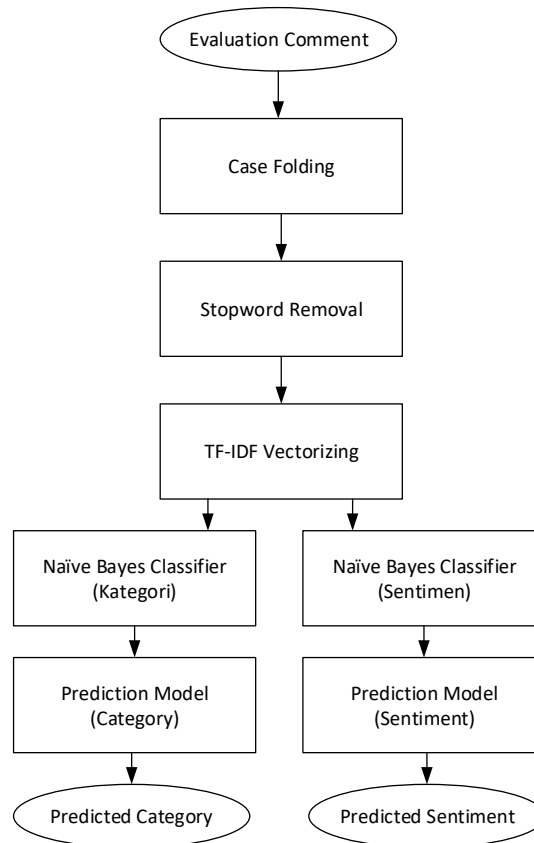 Evaluation Comment
Case Folding
Stopword Removal
TF-IDF Vectorizing
Naïve Bayes Classifier
(Kategori)
Naïve Bayes Classifier
(Sentimen)
Prediction Model
(Category)
Prediction Model
(Sentiment)
Predicted Category
Predicted Sentiment